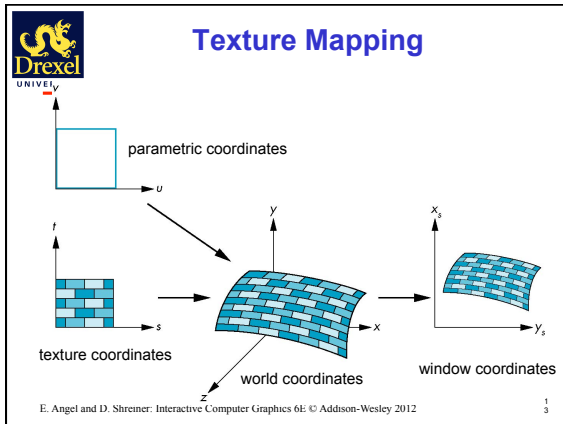 Texture Mapping
Drexel
UNIVE
v
parametric coordinates
u
t
y
x_s
s
x
y_s
texture coordinates
z
world coordinates
window coordinates
E. Angel and D. Shreiner: Interactive Computer Graphics 6E © Addison-Wesley 2012
1
3